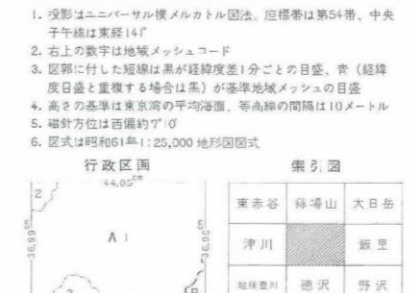 1. 投影はユニバーサル横メルカトル図法、座標帯は第54帯、中央
子午線は東経141°
2. 右上の数字は地域メッシュコード
3. 図郭に付した短線は黒が経緯度差1分ごとの目盛、青（経緯
度目盛と重複する場合は黒）が基準地域メッシュの目盛
4. 高さの基準は東京湾の平均海面、等高線の間隔は10メートル
5. 磁針方位は西偏約7°10′
6. 図式は昭和61年1:25,000地形図図式
行政区画
索引図
44.05cm
36.99cm
36.99cm
2
A 1
東赤谷
大日岳
津川
飯里
徳沢
野沢